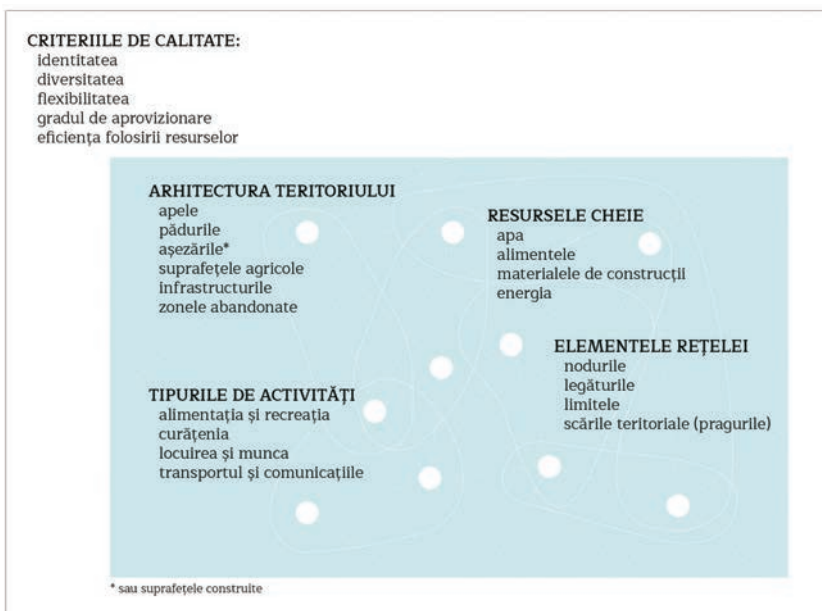 CRITERIILE DE CALITATE:
identitatea
diversitatea
flexibilitatea
gradul de aprovizionare
eficiența folosirii resurselor
ARHITECTURA TERITORIULUI
apele
pădurile
așezările*
suprafețele agricole
infrastructurile
zonele abandonate
RESURSELE CHEIE
apa
alimentele
materialele de construcții
energia
ELEMENTELE REȚELEI
nodurile
legăturile
limitele
scările teritoriale (pragurile)
TIPURILE DE ACTIVITĂȚI
alimentația și recreația
curățenia
locuirea și munca
transportul și comunicațiile
* sau suprafețele construite